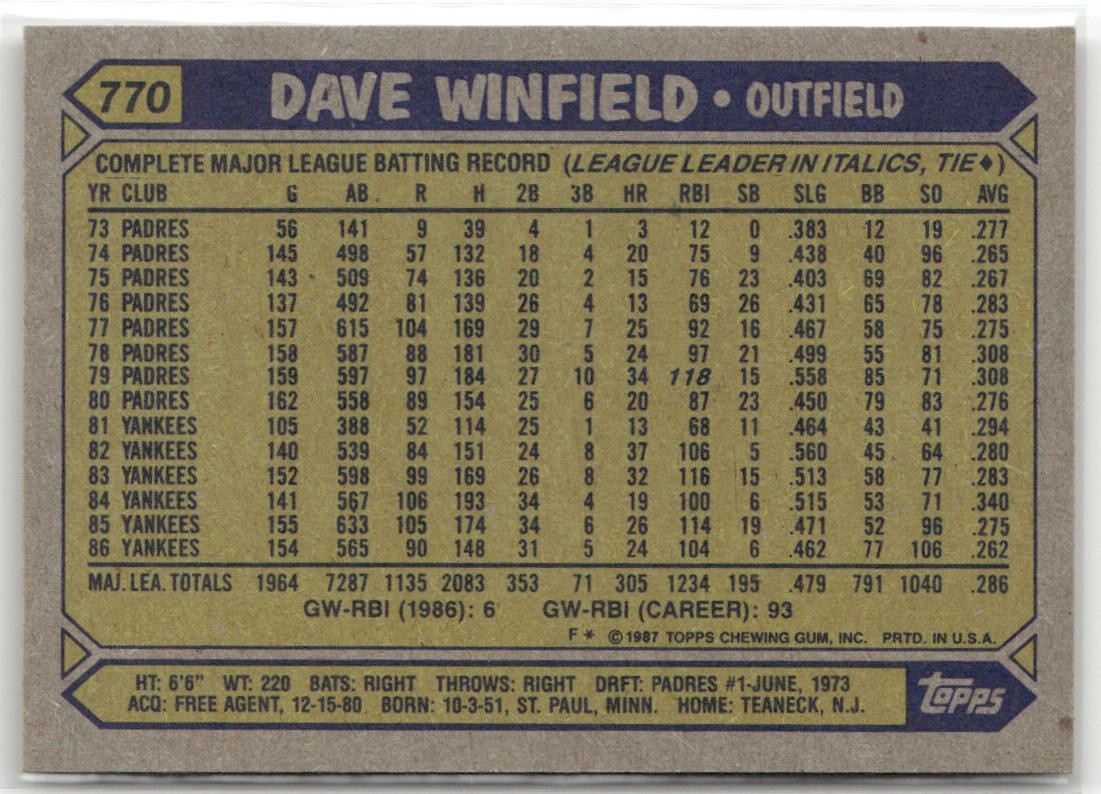 770 DAVE WINFIELD • OUTFIELD
COMPLETE MAJOR LEAGUE BATTING RECORD (LEAGUE LEADER IN ITALICS, TIE♦)
YR CLUB G AB R H 2B 3B HR RBI SB SLG BB SO AVG
73 PADRES 56 141 9 39 4 1 3 12 0 .383 12 19 .277
74 PADRES 145 498 57 132 18 4 20 75 9 .438 40 96 .265
75 PADRES 143 509 74 136 20 2 15 76 23 .403 69 82 .267
76 PADRES 137 492 81 139 26 4 13 69 26 .431 65 78 .283
77 PADRES 157 615 104 169 29 7 25 92 16 .467 58 75 .275
78 PADRES 158 587 88 181 30 5 24 97 21 .499 55 81 .308
79 PADRES 159 597 97 184 27 10 34 118 15 .558 85 71 .308
80 PADRES 162 558 89 154 25 6 20 87 23 .450 79 83 .276
81 YANKEES 105 388 52 114 25 1 13 68 11 .464 43 41 .294
82 YANKEES 140 539 84 151 24 8 37 106 5 .560 45 64 .280
83 YANKEES 152 598 99 169 26 8 32 116 15 .513 58 77 .283
84 YANKEES 141 567 106 193 34 4 19 100 6 .515 53 71 .340
85 YANKEES 155 633 105 174 34 6 26 114 19 .471 52 96 .275
86 YANKEES 154 565 90 148 31 5 24 104 6 .462 77 106 .262
MAJ. LEA. TOTALS 1964 7287 1135 2083 353 71 305 1234 195 .479 791 1040 .286
GW-RBI (1986): 6 GW-RBI (CAREER): 93
F* ©1987 TOPPS CHEWING GUM, INC. PRTD. IN U.S.A.
HT: 6'6" WT: 220 BATS: RIGHT THROWS: RIGHT DRFT: PADRES #1-JUNE, 1973
ACQ: FREE AGENT, 12-15-80 BORN: 10-3-51, ST. PAUL, MINN. HOME: TEANECK, N.J.
topps